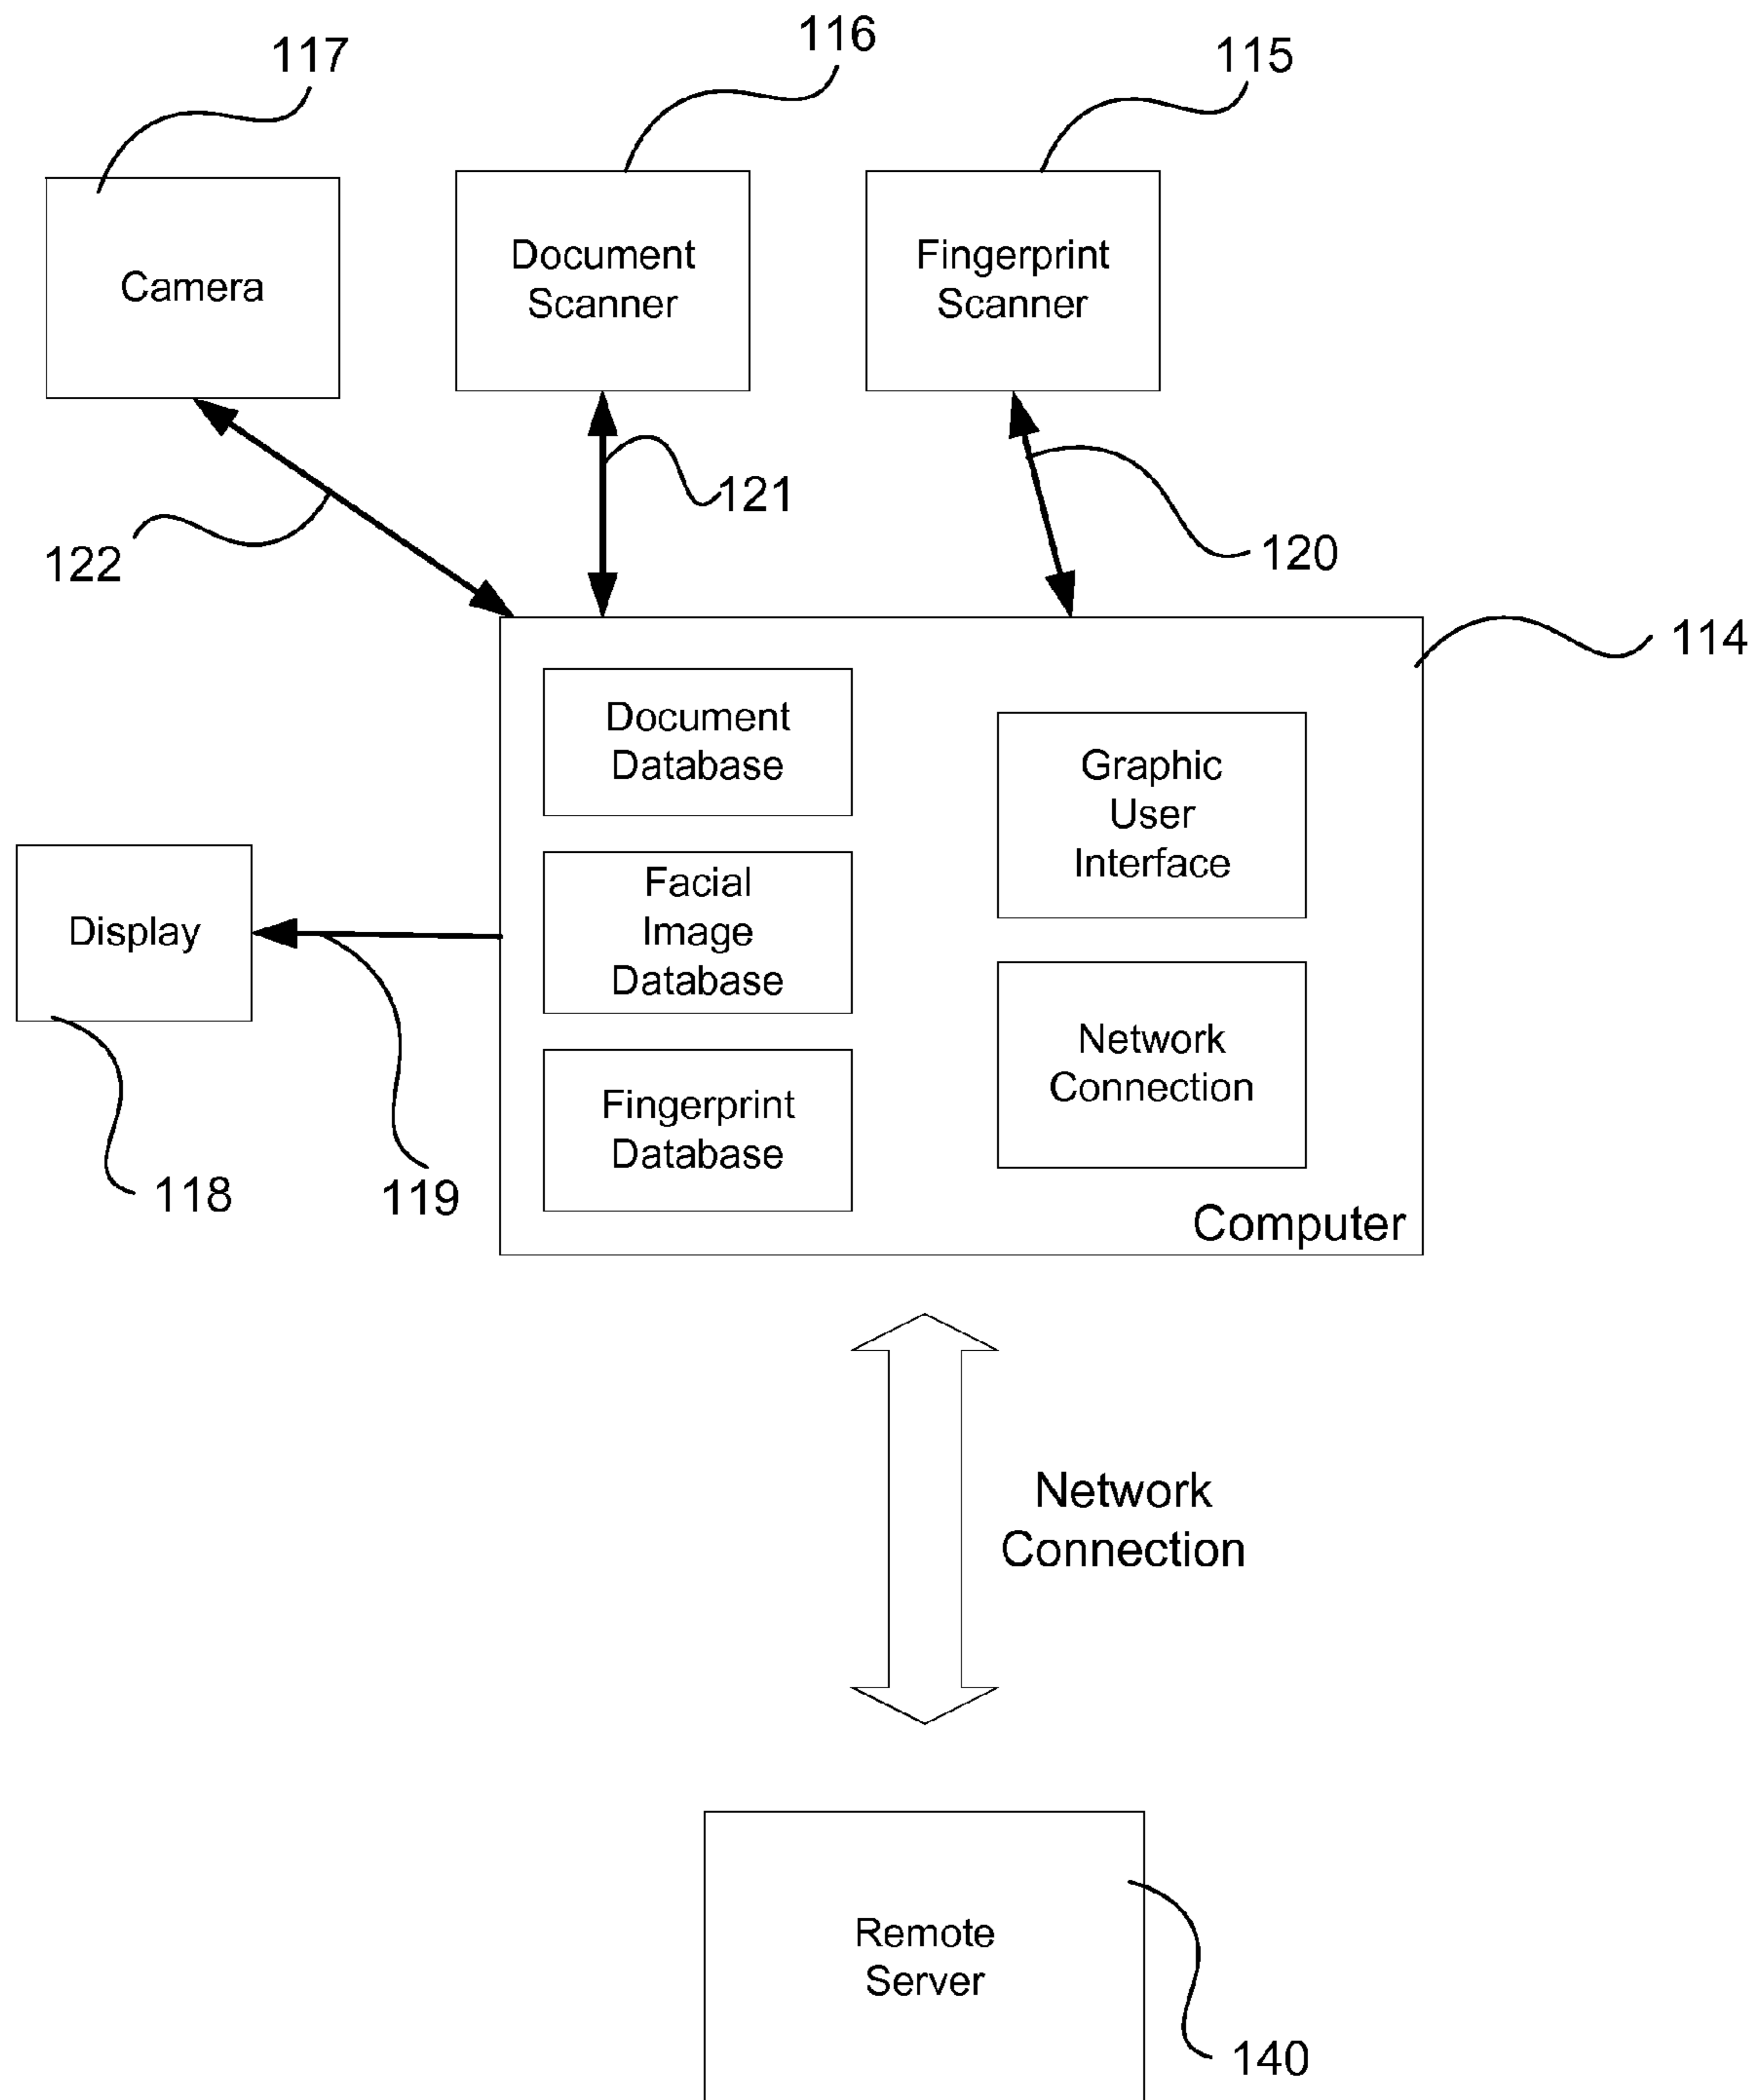 117
116
115
Camera
Document
Scanner
Fingerprint
Scanner
122
121
120
114
Document
Database
Graphic
User
Interface
Facial
Image
Database
Display
Network
Connection
Fingerprint
Database
118
119
Computer
Network
Connection
Remote
Server
140